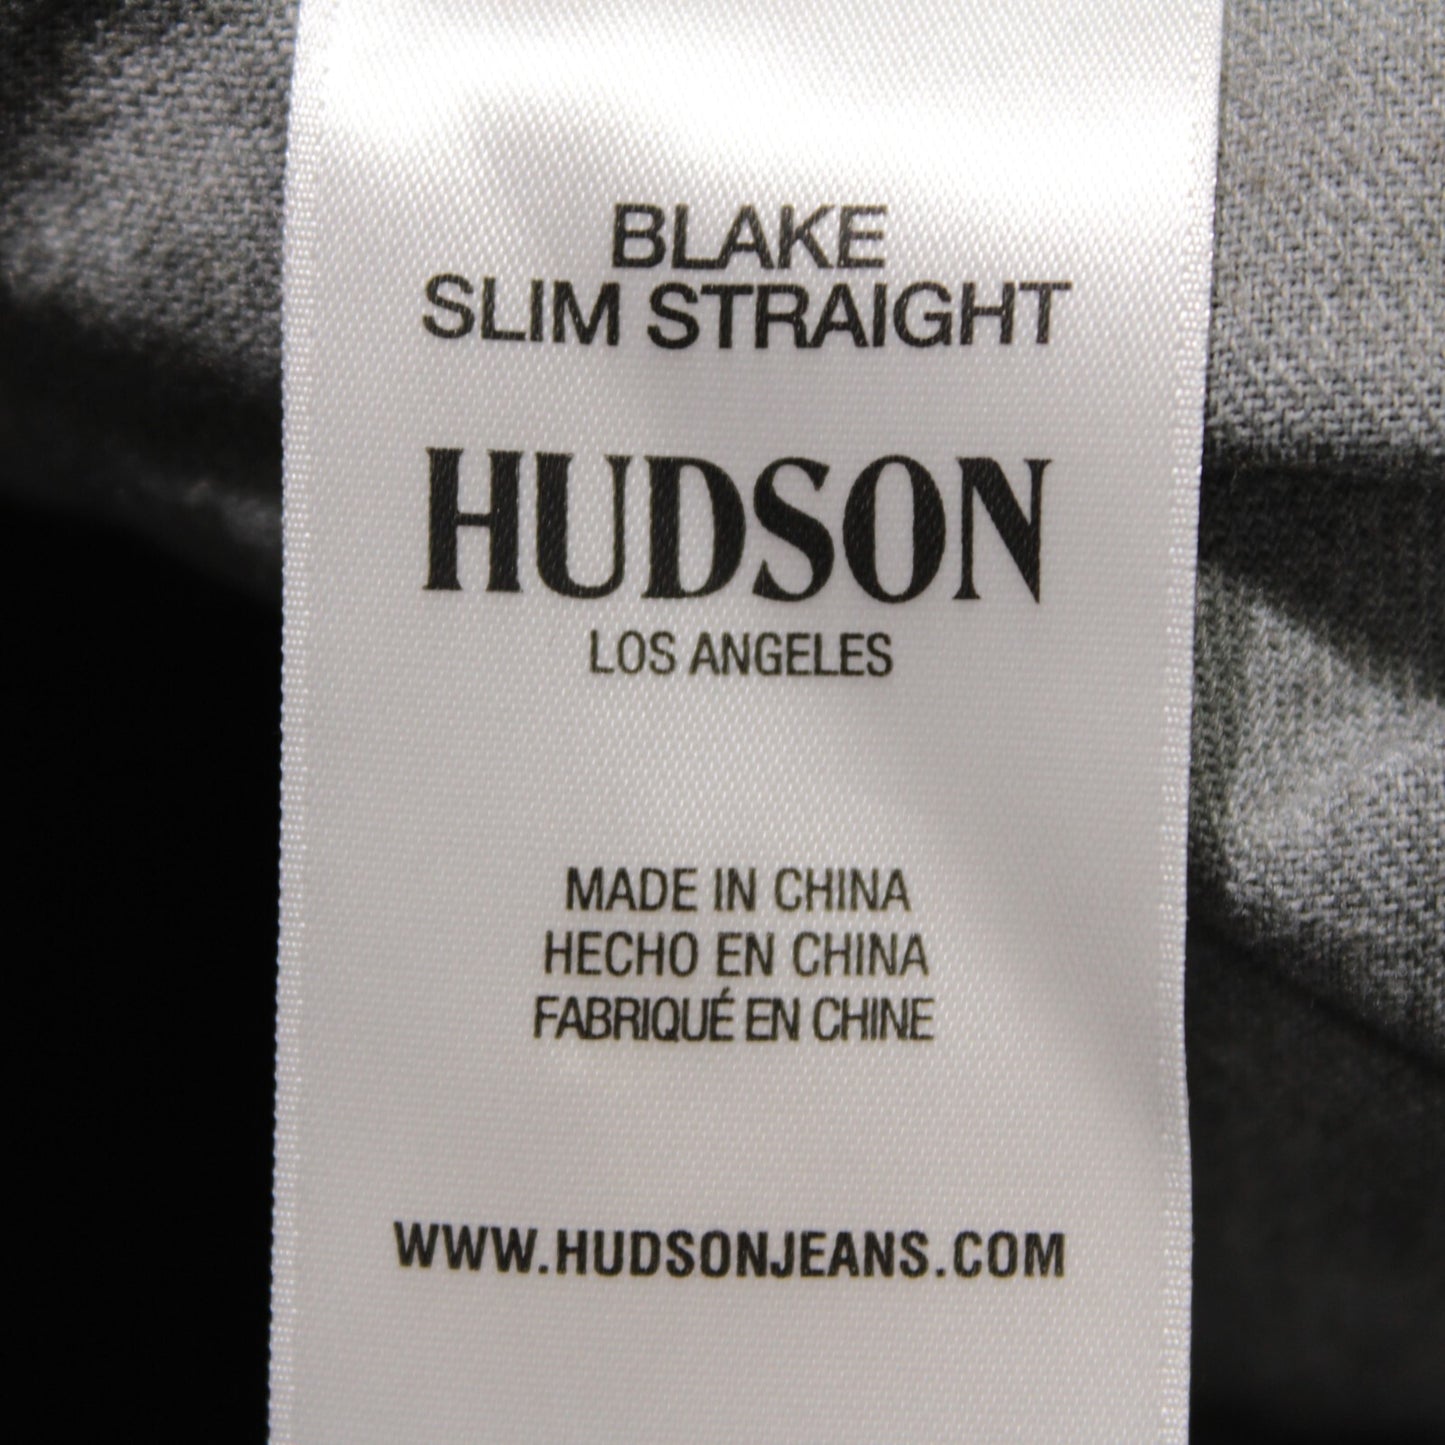 BLAKE
SLIM STRAIGHT
HUDSON
LOS ANGELES
MADE IN CHINA
HECHO EN CHINA
FABRIQUÉ EN CHINE
WWW.HUDSONJEANS.COM